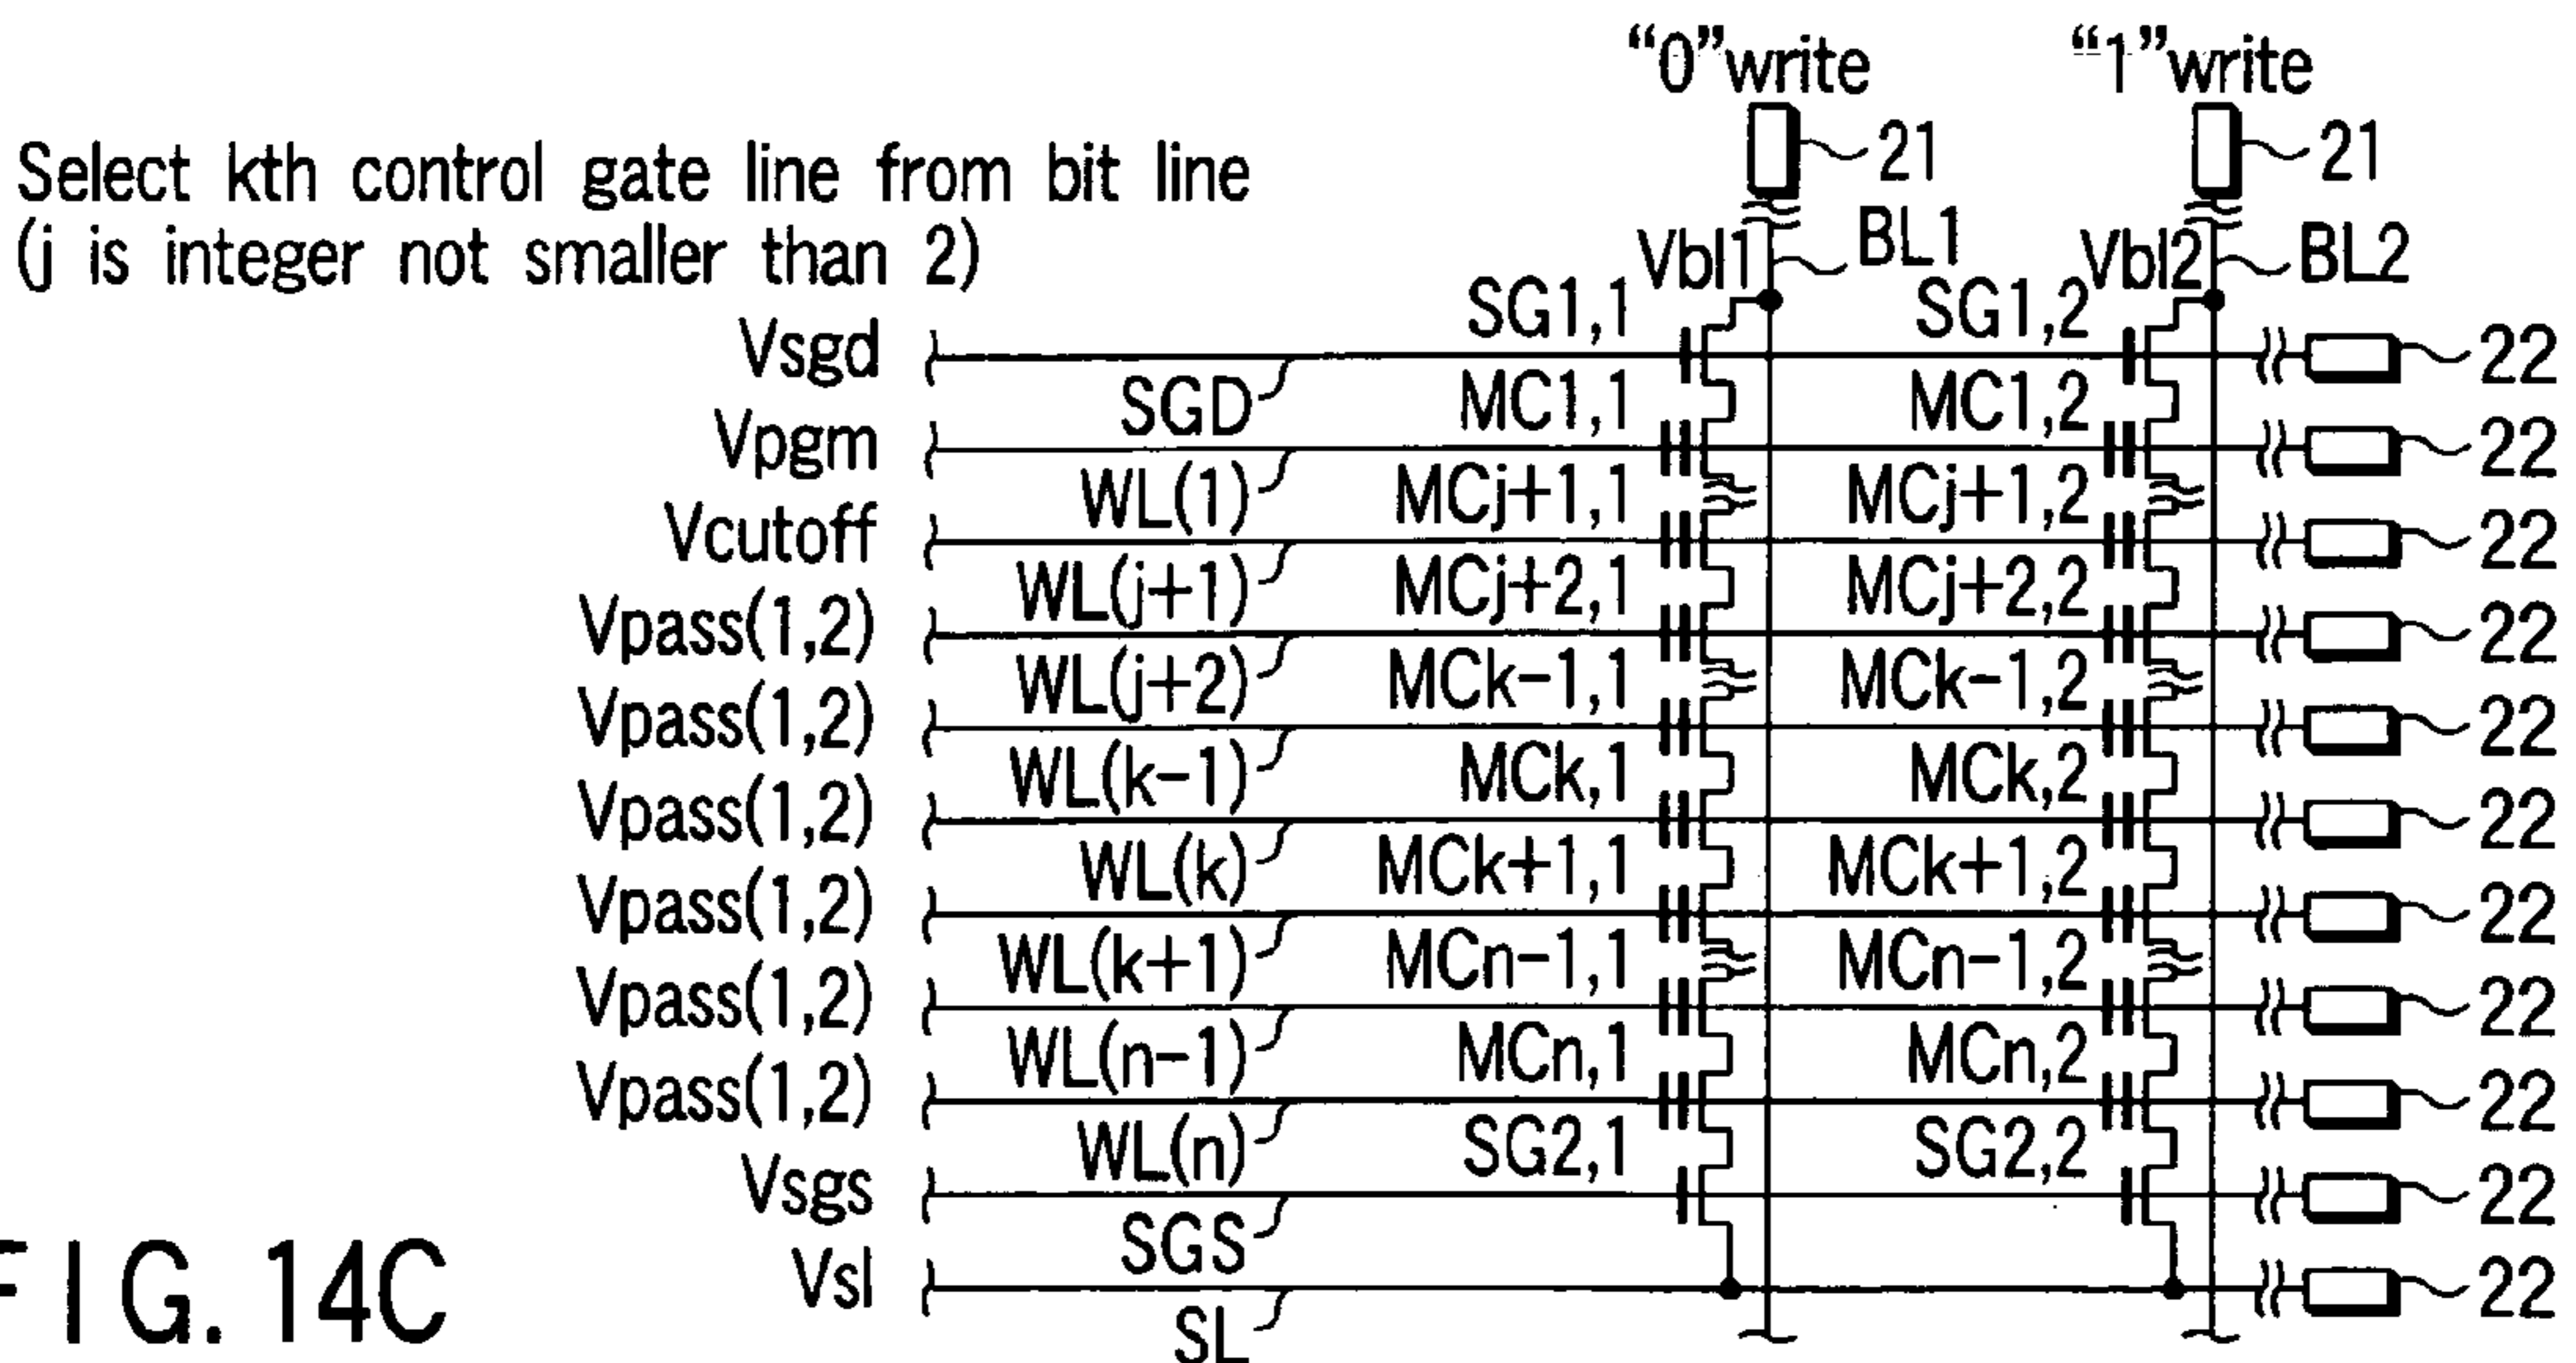 "0"write "1"write
21 21
Select kth control gate line from bit line
(j is integer not smaller than 2)
Vbl1 BL1 Vbl2 BL2
SG1,1 SG1,2
Vsgd 22
SGD MC1,1 MC1,2
Vpgm 22
WL(1) MCj+1,1 MCj+1,2
Vcutoff 22
WL(j+1) MCj+2,1 MCj+2,2
Vpass(1,2) 22
WL(j+2) MCk-1,1 MCk-1,2
Vpass(1,2) 22
WL(k-1) MCk,1 MCk,2
Vpass(1,2) 22
WL(k) MCk+1,1 MCk+1,2
Vpass(1,2) 22
WL(k+1) MCn-1,1 MCn-1,2
Vpass(1,2) 22
WL(n-1) MCn,1 MCn,2
Vpass(1,2) 22
WL(n) SG2,1 SG2,2
Vsgs 22
SGS
Vsl 22
SL
FIG. 14C